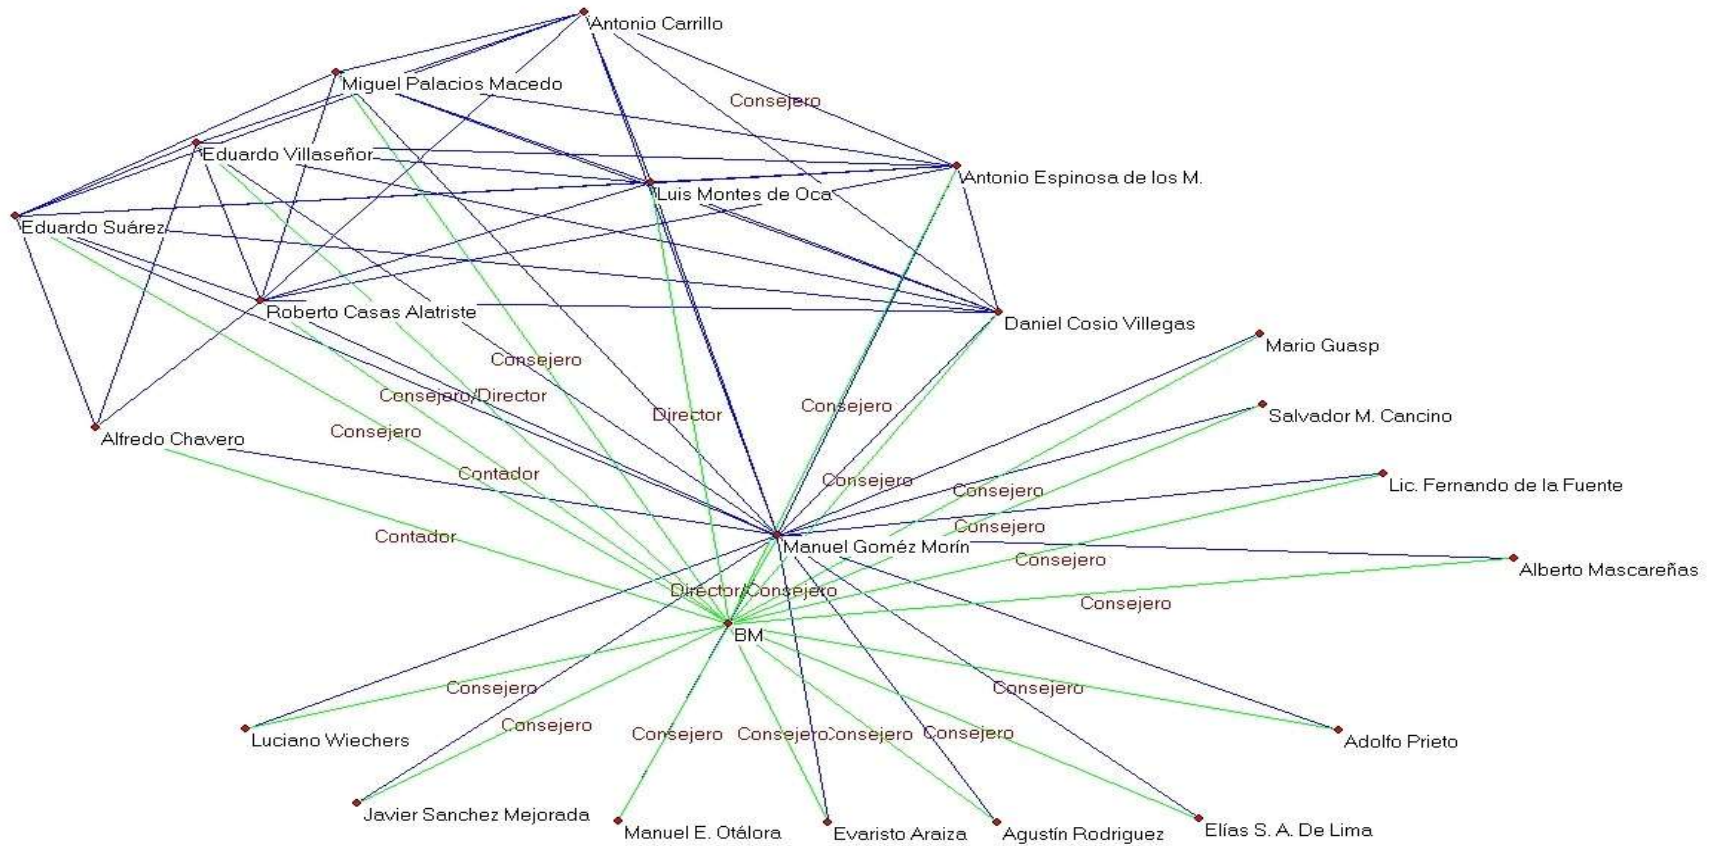 Antonio Carrillo
Miguel Palacios Macedo
Consejero
Eduardo Villaseñor
Antonio Espinosa de los M.
Luis Montes de Oca
Eduardo Suárez
Roberto Casas Alatriste
Daniel Cosio Villegas
Mario Guasp
Consejero
Consejero/Director
Director
Consejero
Salvador M. Cancino
Consejero
Alfredo Chavero
Contador
Consejero
Consejero
Lic. Fernando de la Fuente
Contador
Consejero
Manuel Goméz Morín
Consejero
Alberto Mascareñas
Director/Consejero
Consejero
BM
Consejero
Consejero
Luciano Wiechers
Consejero
Consejero
Consejero
Consejero
Consejero
Adolfo Prieto
Javier Sanchez Mejorada
Manuel E. Otálora
Evaristo Araiza
Agustín Rodriguez
Elías S. A. De Lima